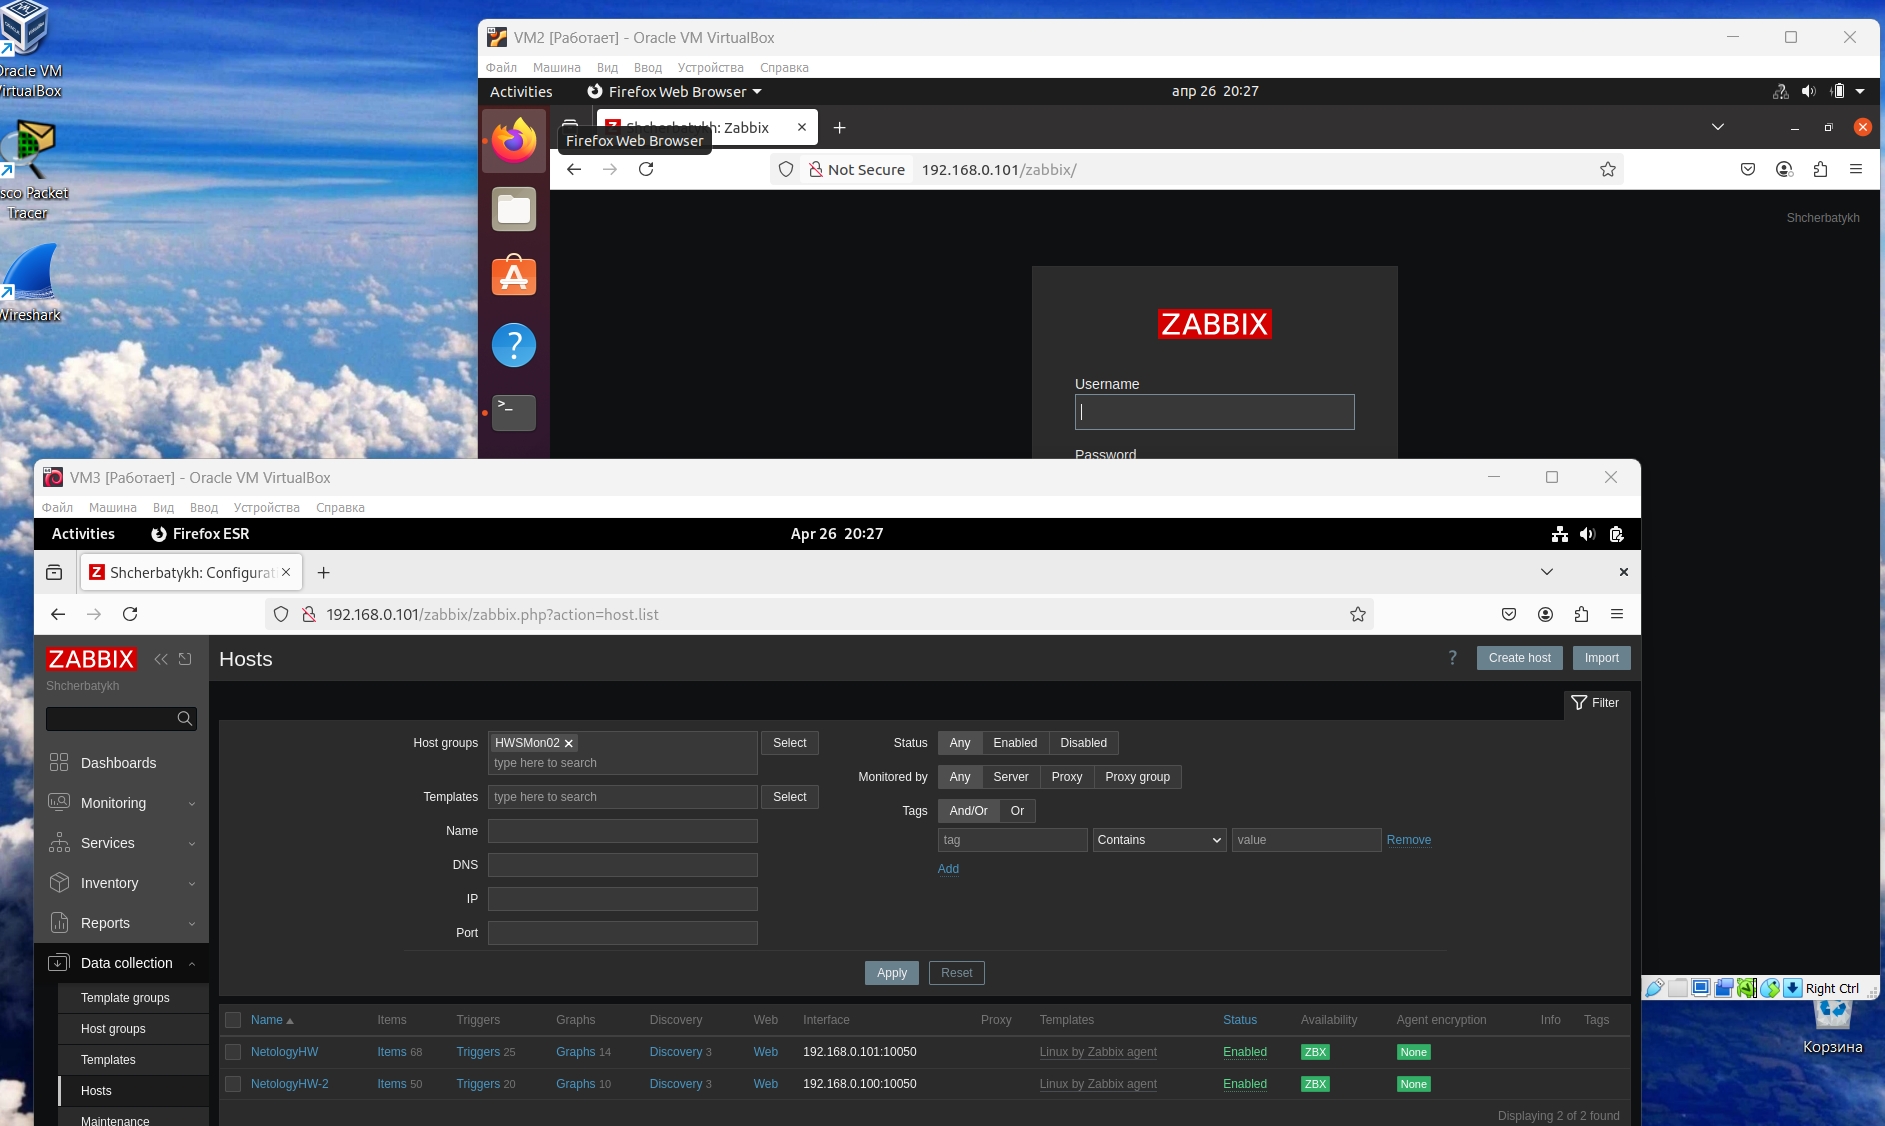 Oracle VM
VirtualBox
Cisco Packet
Tracer
Wireshark
VM2 [Работает] - Oracle VM VirtualBox
Файл Машина Вид Ввод Устройства Справка
Activities Firefox Web Browser апр 26 20:27
Shcherbatykh: Zabbix
Firefox Web Browser
Not Secure 192.168.0.101/zabbix/
Shcherbatykh
ZABBIX
Username
Password
VM3 [Работает] - Oracle VM VirtualBox
Файл Машина Вид Ввод Устройства Справка
Activities Firefox ESR Apr 26 20:27
Z Shcherbatykh: Configurat
192.168.0.101/zabbix/zabbix.php?action=host.list
ZABBIX
Shcherbatykh
Dashboards
Monitoring
Services
Inventory
Reports
Data collection
Template groups
Host groups
Templates
Hosts
Maintenance
Hosts ? Create host Import
Filter
Host groups HWSMon02 Select
type here to search
Templates type here to search Select
Name
DNS
IP
Port
Status Any Enabled Disabled
Monitored by Any Server Proxy Proxy group
Tags And/Or Or
tag Contains value Remove
Add
Apply Reset
Name Items Triggers Graphs Discovery Web Interface Proxy Templates Status Availability Agent encryption Info Tags
NetologyHW Items 68 Triggers 25 Graphs 14 Discovery 3 Web 192.168.0.101:10050 Linux by Zabbix agent Enabled ZBX None
NetologyHW-2 Items 50 Triggers 20 Graphs 10 Discovery 3 Web 192.168.0.100:10050 Linux by Zabbix agent Enabled ZBX None
Displaying 2 of 2 found
Right Ctrl
Корзина